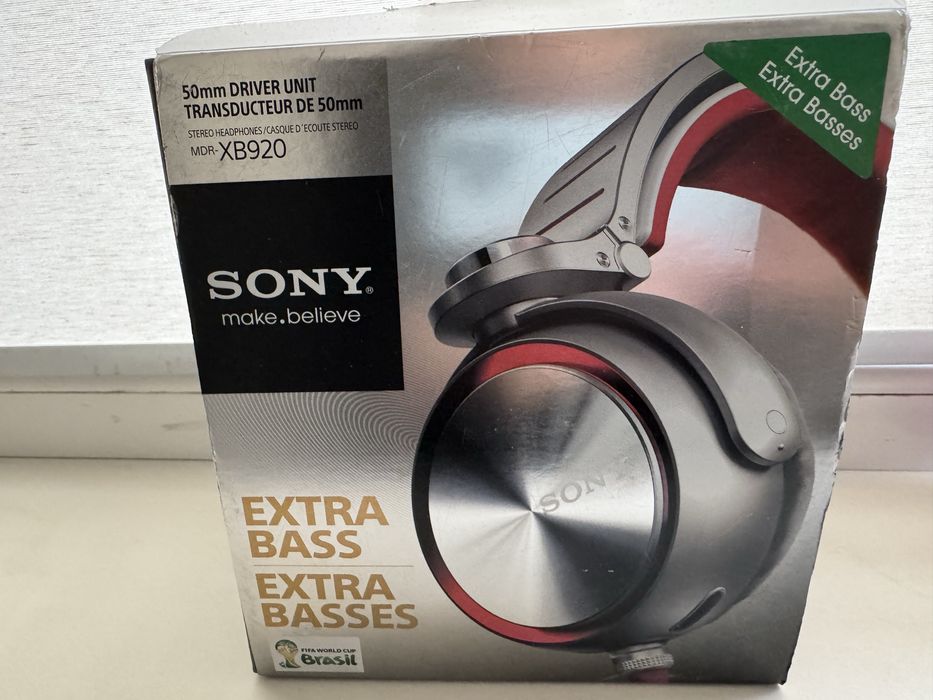 50mm DRIVER UNIT
TRANSDUCTEUR DE 50mm
STEREO HEADPHONES/CASQUE D'ECOUTE STEREO
MDR-XB920
SONY®
make.believe
Extra Bass
Extra Basses
SONY
EXTRA
BASS
EXTRA
BASSES
FIFA WORLD CUP
Brasil